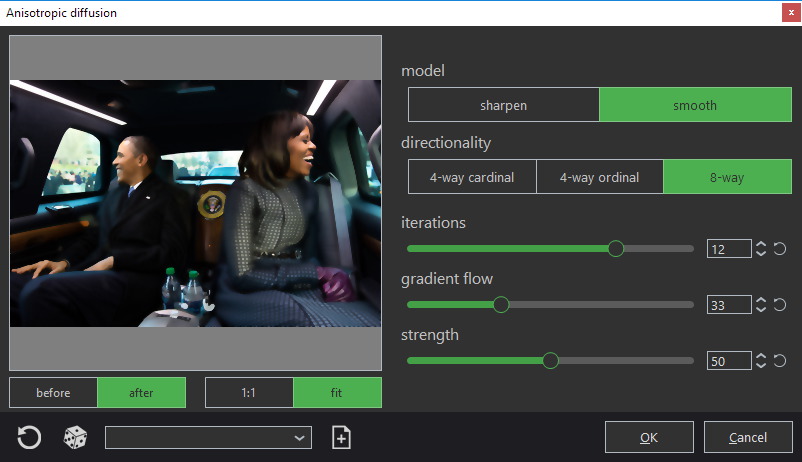 Anisotropic diffusion
x
model
sharpen smooth
directionality
4-way cardinal 4-way ordinal 8-way
iterations
12
gradient flow
33
strength
50
before after 1:1 fit
OK Cancel